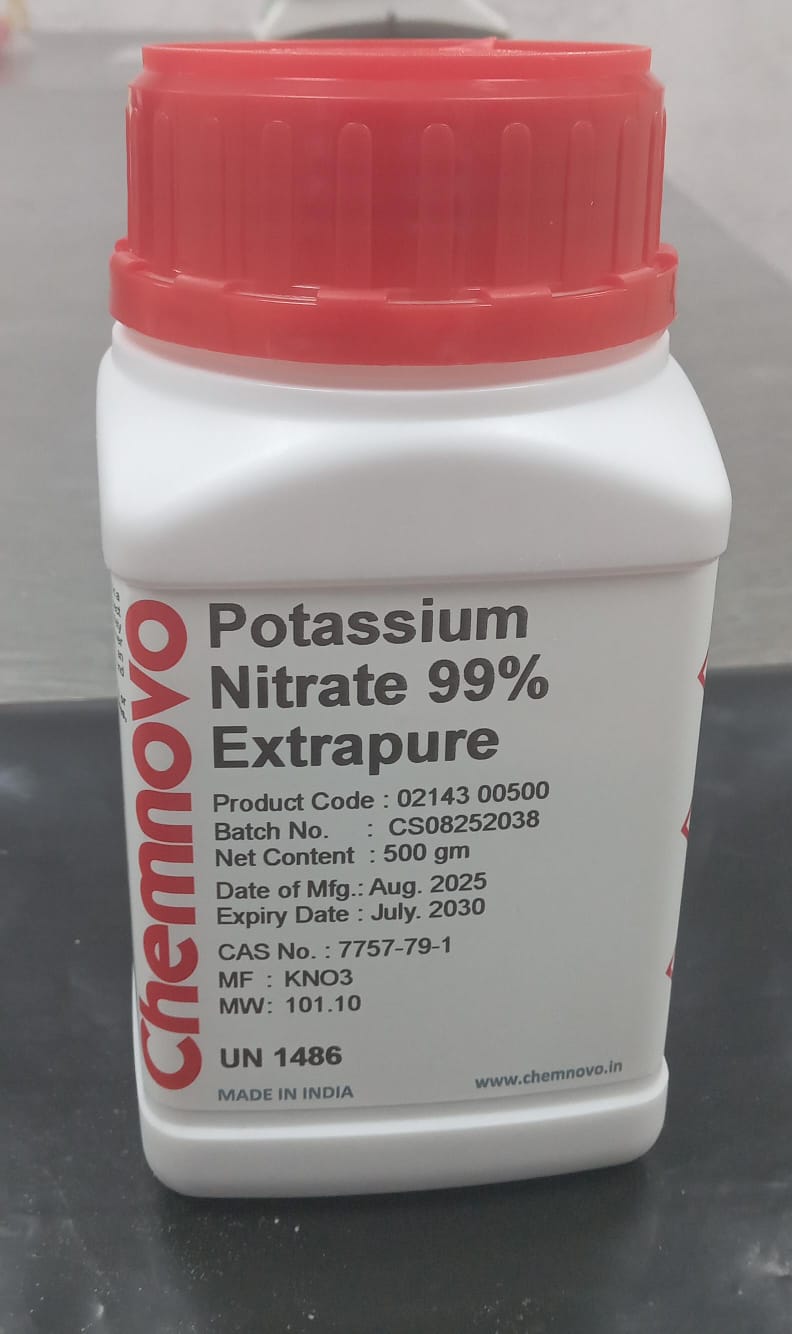 Chemnovo
Potassium
Nitrate 99%
Extrapure
Product Code : 02143 00500
Batch No. : CS08252038
Net Content : 500 gm
Date of Mfg.: Aug. 2025
Expiry Date : July. 2030
CAS No. : 7757-79-1
MF : KNO3
MW: 101.10
UN 1486
MADE IN INDIA
www.chemnovo.in